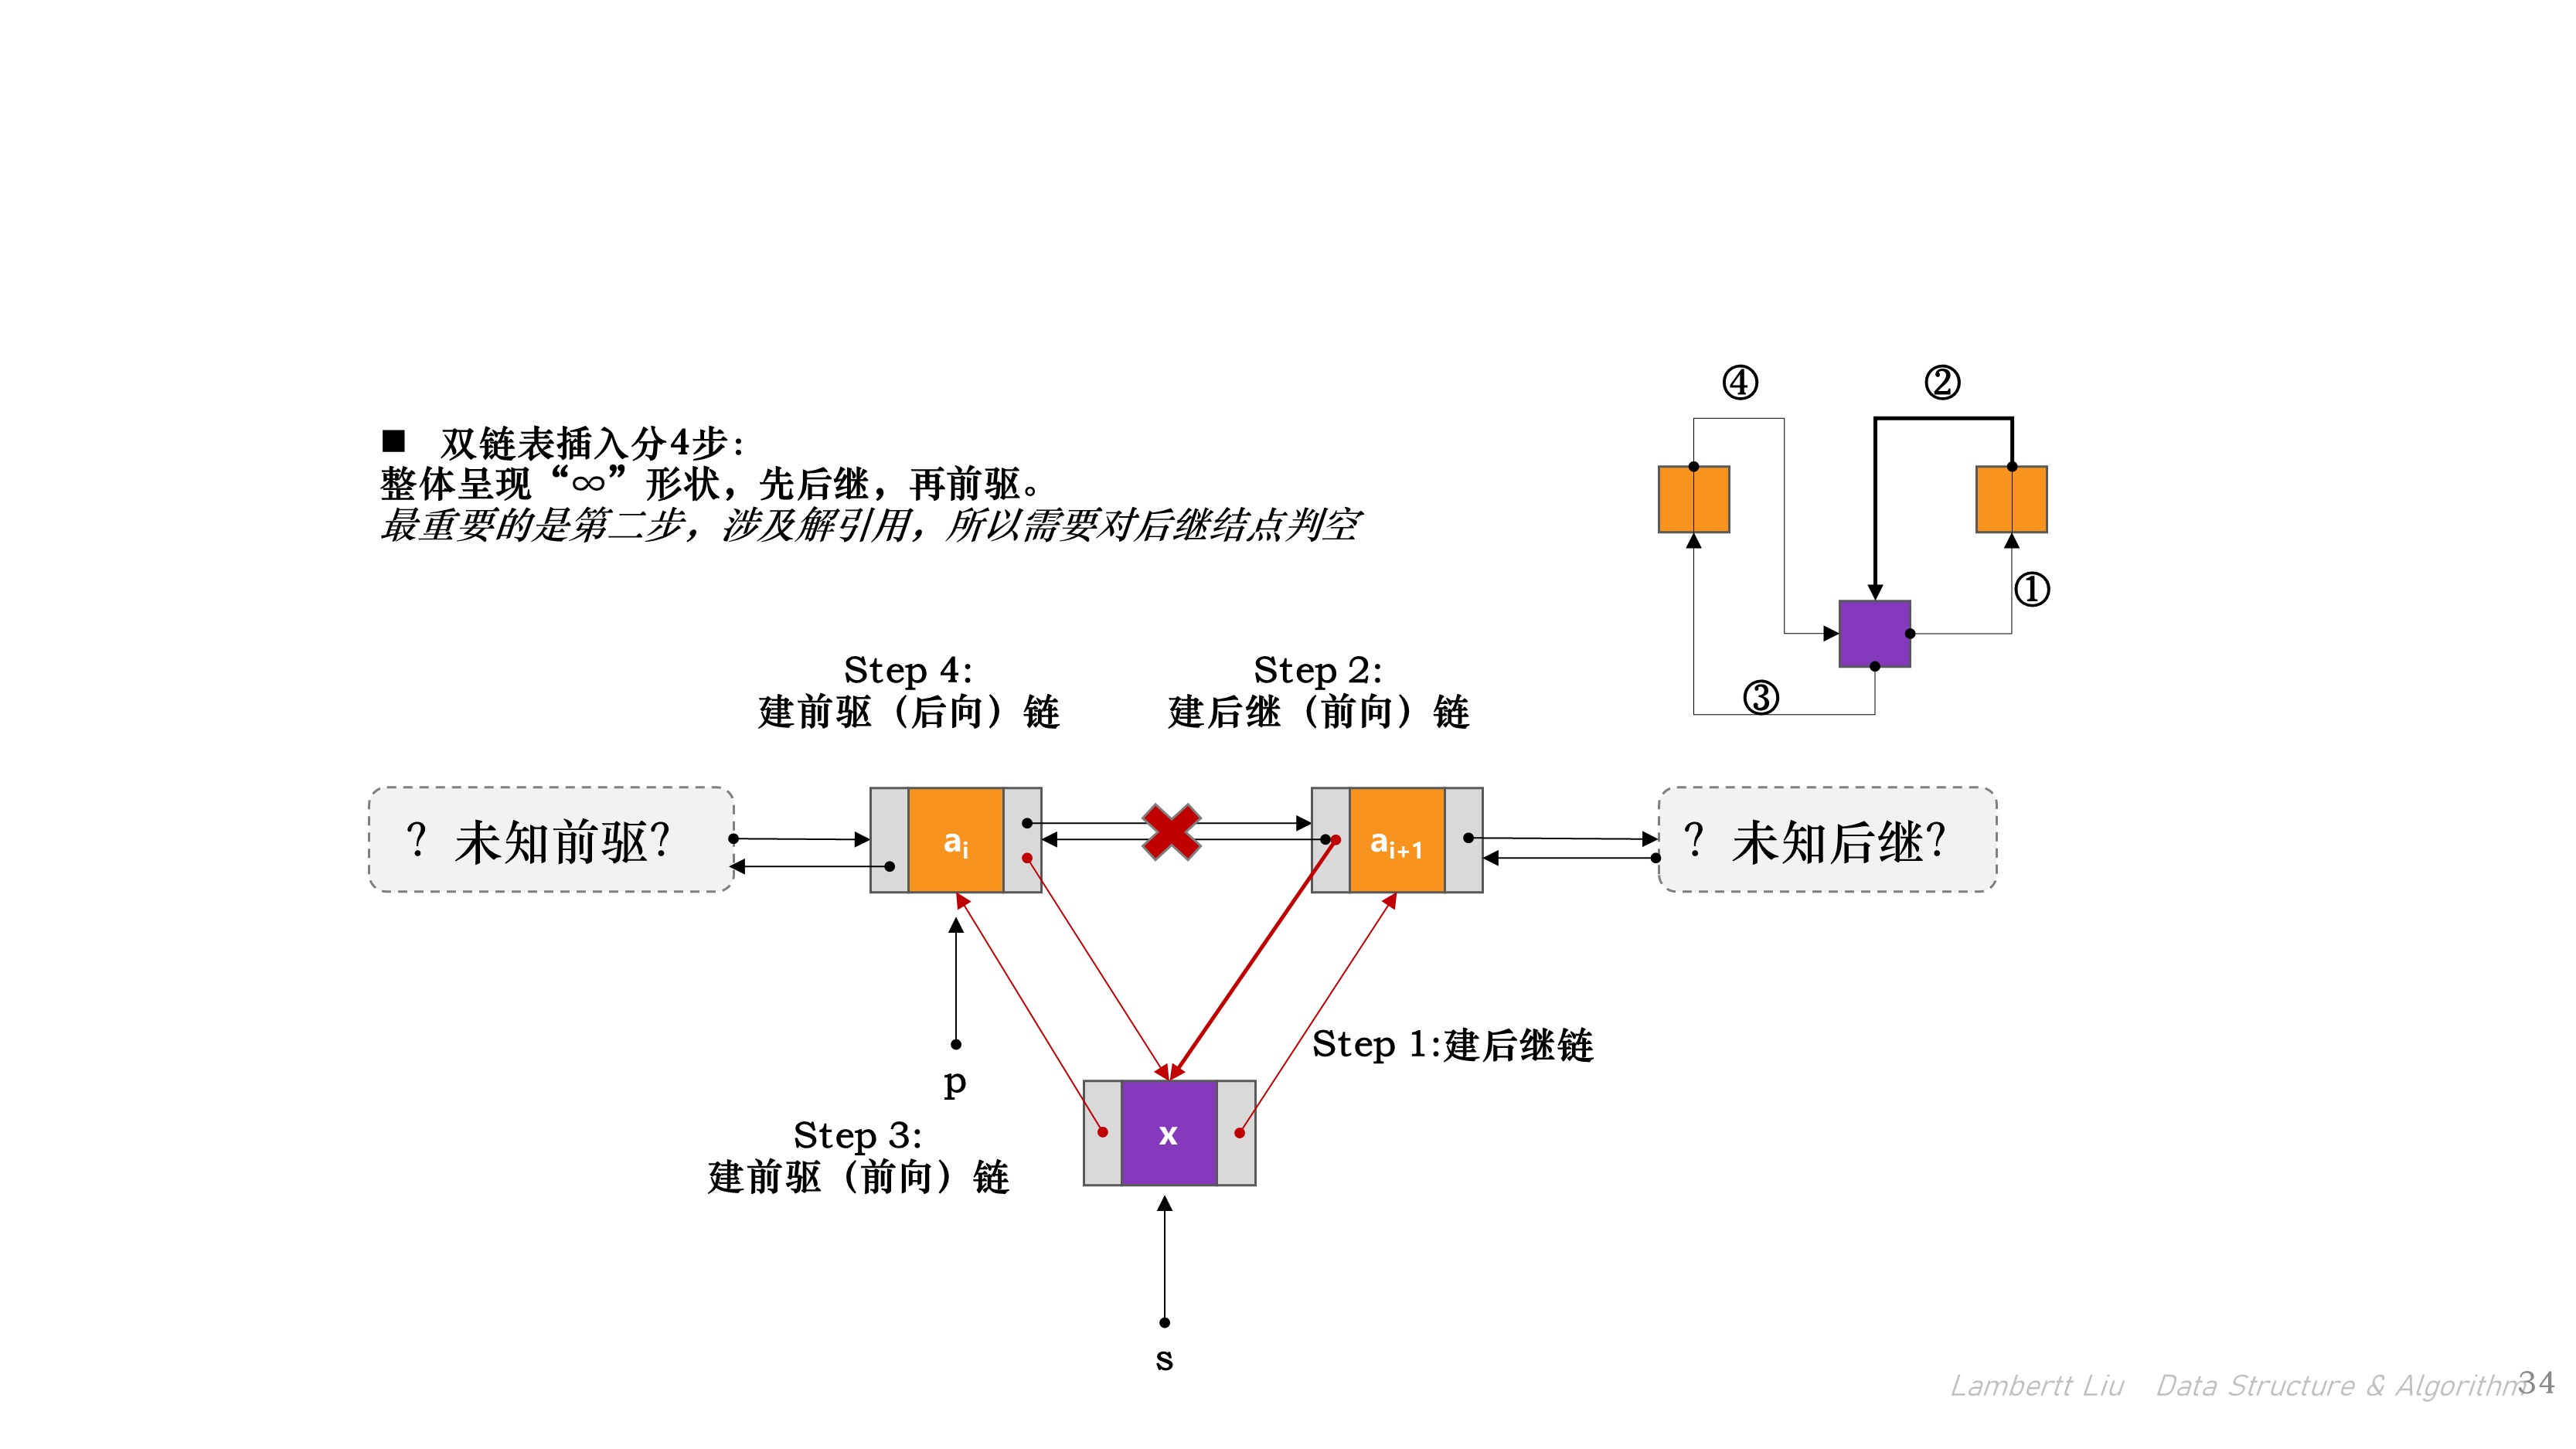 ④
②
■ 双链表插入分4步：
整体呈现“∞”形状，先后继，再前驱。
最重要的是第二步，涉及解引用，所以需要对后继结点判空
①
Step 4:
建前驱（后向）链
Step 2:
建后继（前向）链
③
? 未知前驱?
ai
ai+1
? 未知后继?
Step 1:建后继链
p
Step 3:
建前驱（前向）链
x
s
Lambertt Liu Data Structure & Algorithm
34